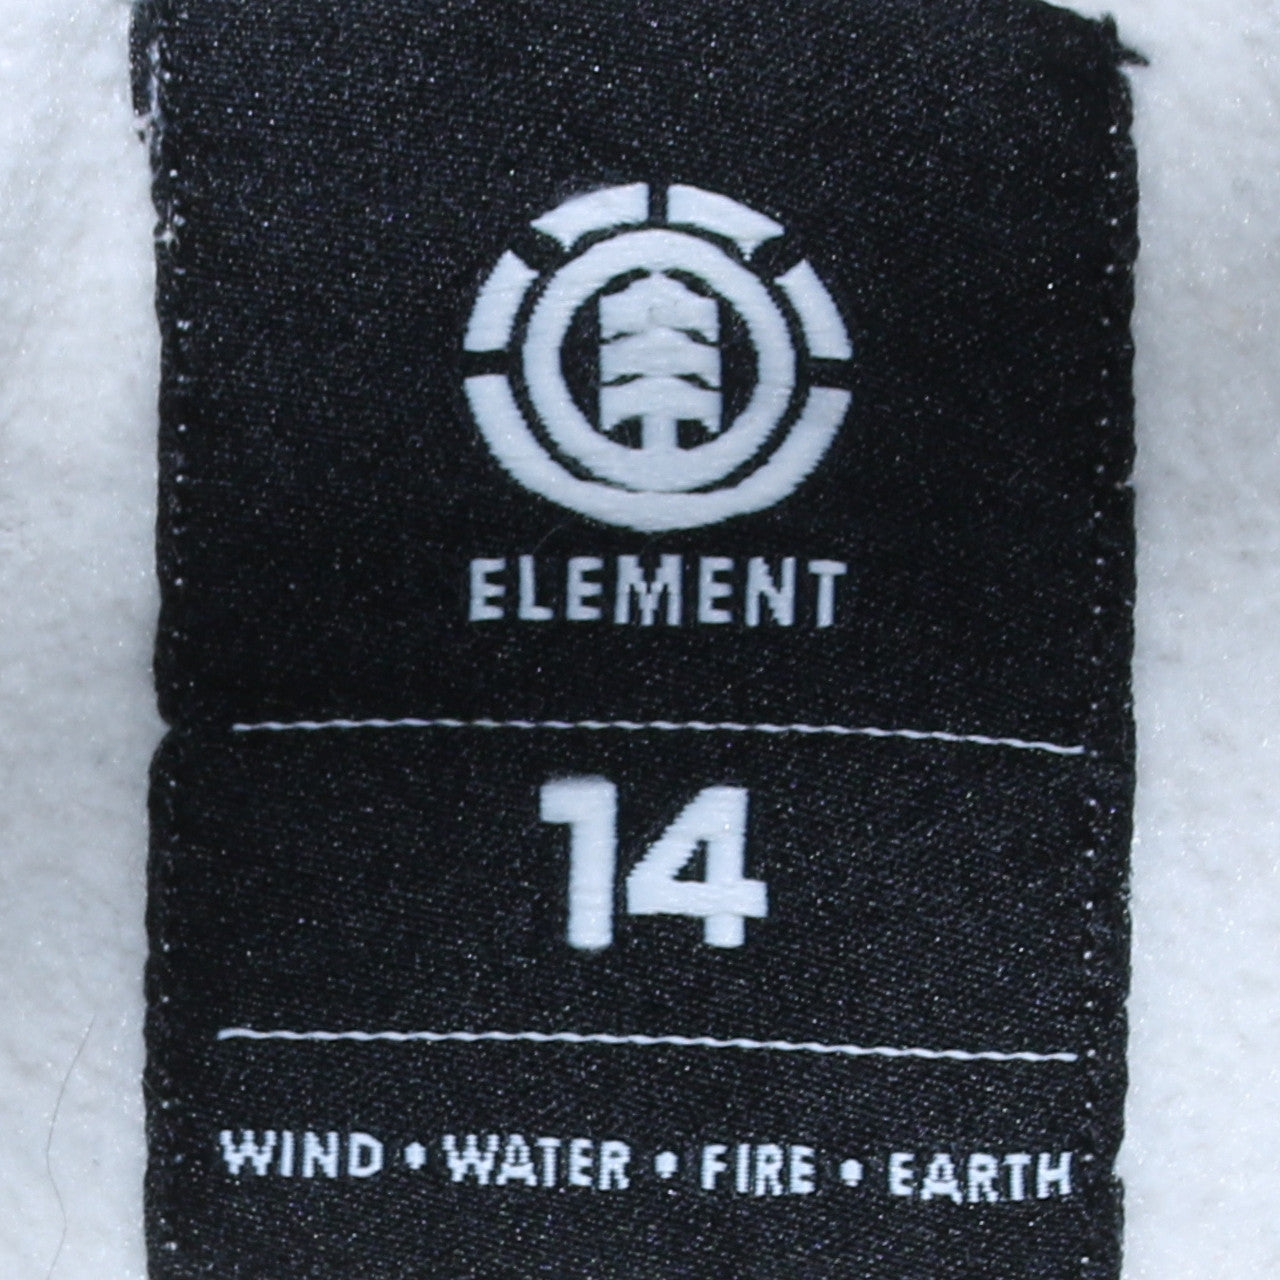 ELEMENT
14
WIND • WATER • FIRE • EARTH